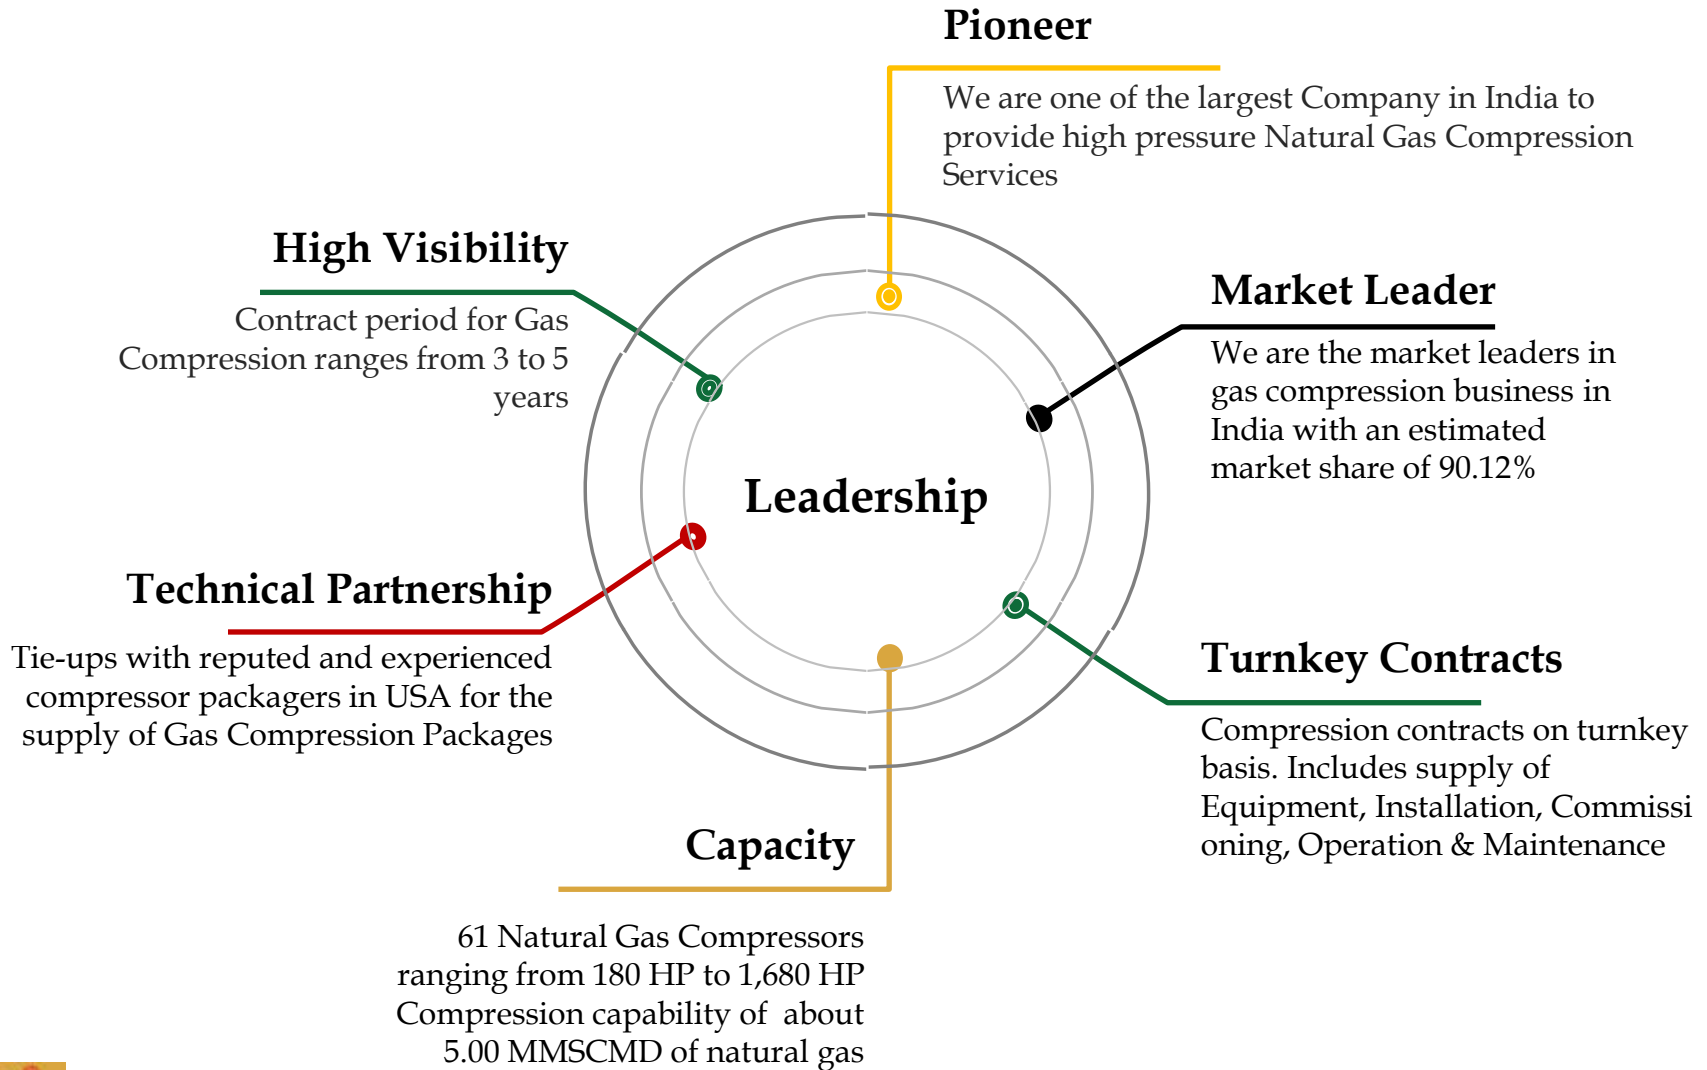 Pioneer
We are one of the largest Company in India to
provide high pressure Natural Gas Compression
Services
High Visibility
Contract period for Gas
Compression ranges from 3 to 5
years
Market Leader
We are the market leaders in
gas compression business in
India with an estimated
market share of 90.12%
Leadership
Technical Partnership
Tie-ups with reputed and experienced
compressor packagers in USA for the
supply of Gas Compression Packages
Turnkey Contracts
Compression contracts on turnkey
basis. Includes supply of
Equipment, Installation, Commissi
oning, Operation & Maintenance
Capacity
61 Natural Gas Compressors
ranging from 180 HP to 1,680 HP
Compression capability of about
5.00 MMSCMD of natural gas